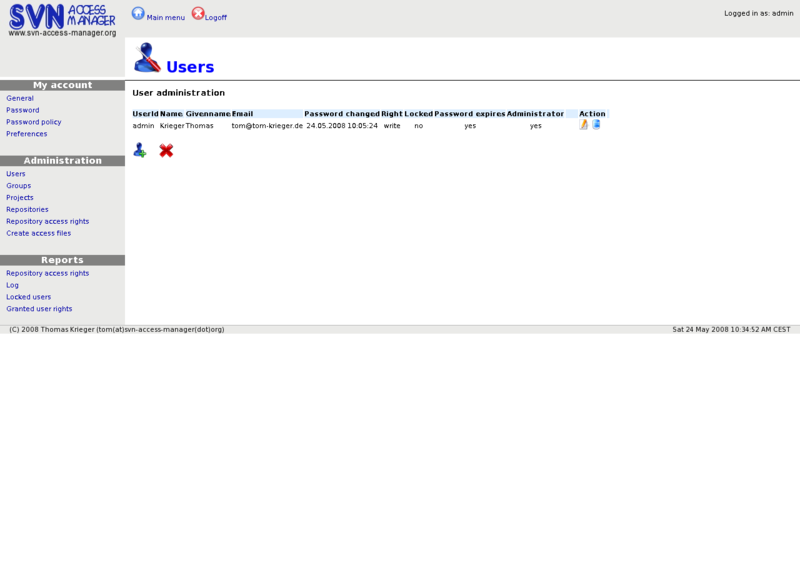 SVN ACCESS MANAGER
www.svn-access-manager.org
Main menu Logoff
Logged in as: admin
Users
My account
General
Password
Password policy
Preferences
Administration
Users
Groups
Projects
Repositories
Repository access rights
Create access files
Reports
Repository access rights
Log
Locked users
Granted user rights
User administration
UserId Name Givenname Email Password changed Right Locked Password expires Administrator Action
admin Krieger Thomas tom@tom-krieger.de 24.05.2008 10:05:24 write no yes yes
(C) 2008 Thomas Krieger (tom(at)svn-access-manager(dot)org)
Sat 24 May 2008 10:34:52 AM CEST